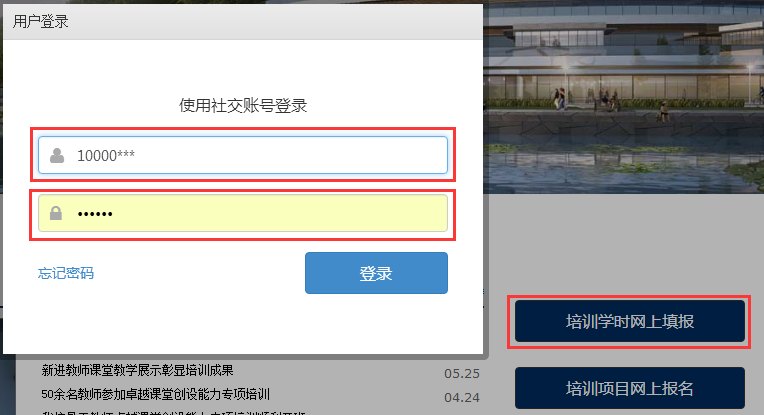 用户登录
使用社交账号登录
10000***
••••••
忘记密码
登录
培训学时网上填报
新进教师课堂教学展示彰显培训成果
05.25
50余名教师参加卓越课堂创设能力专项培训
04.24
培训项目网上报名